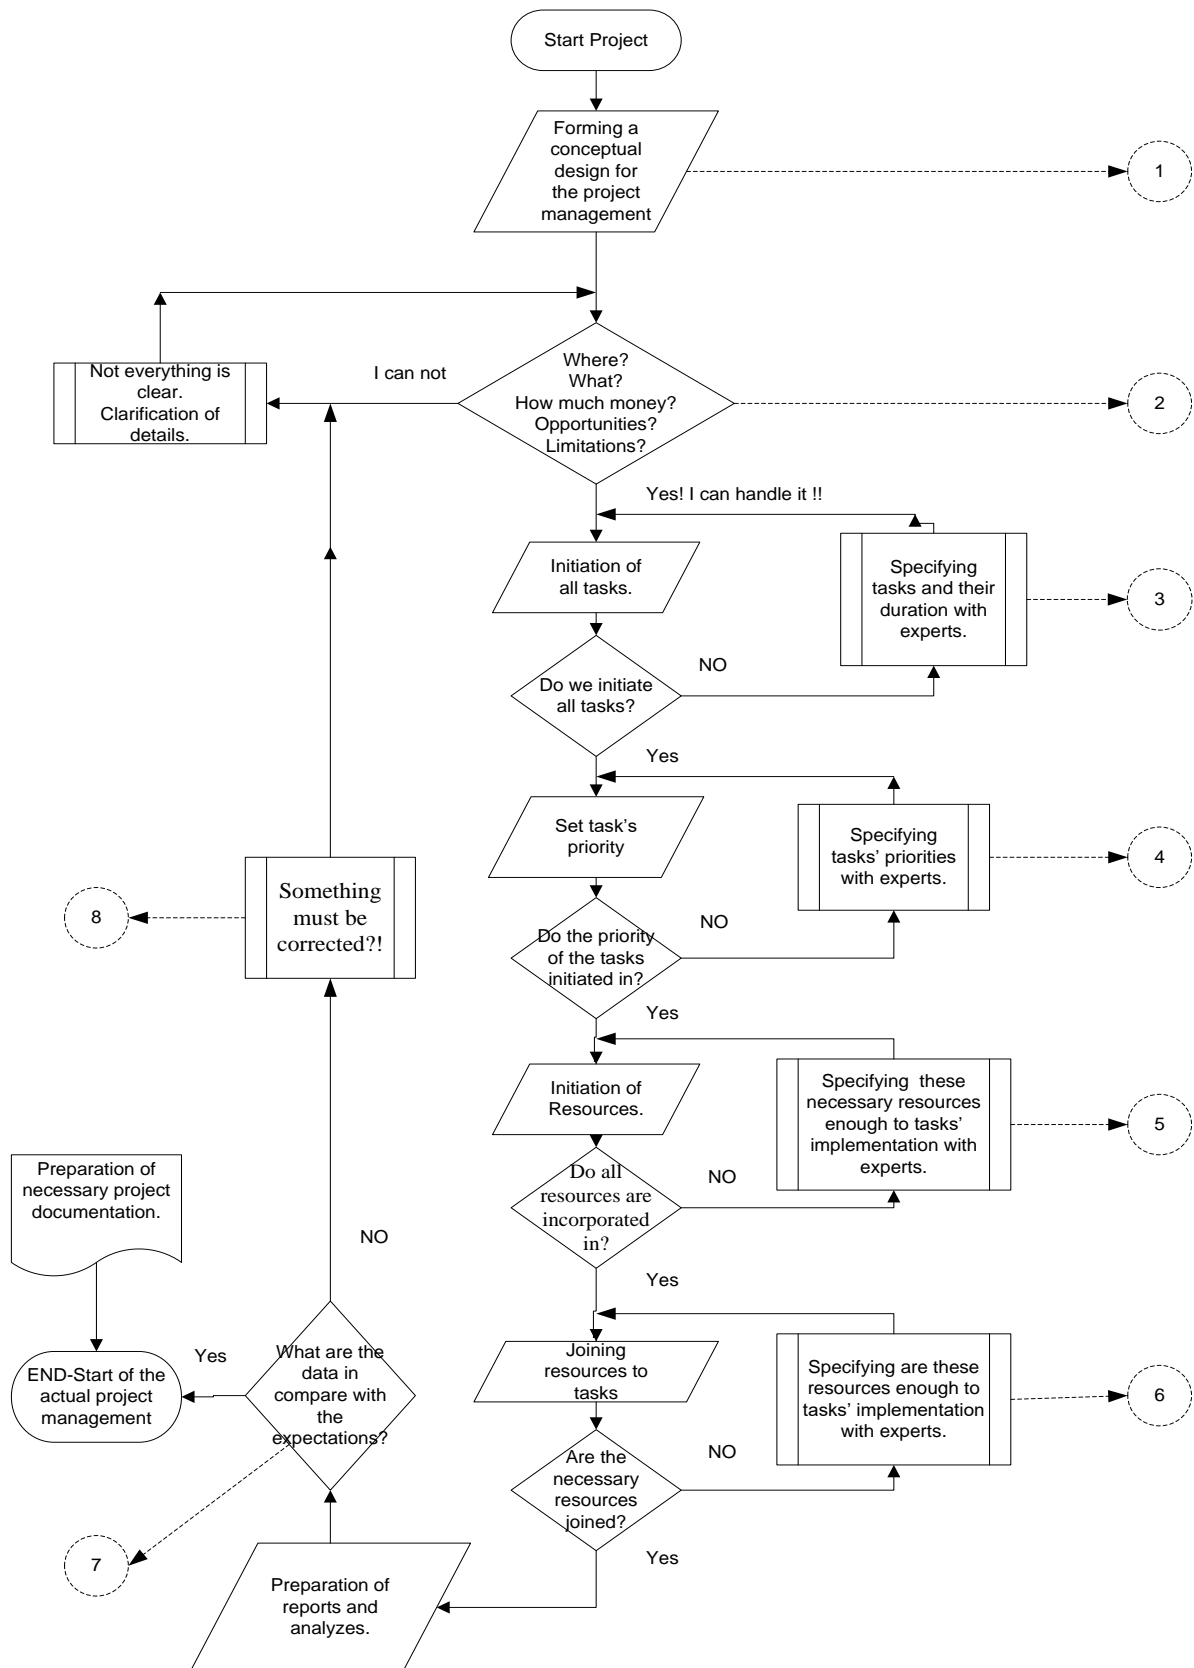 Start Project
Forming a
conceptual
design for
the project
management
1
Where?
What?
How much money?
Opportunities?
Limitations?
I can not
Not everything is
clear.
Clarification of
details.
2
Yes! I can handle it !!
Initiation of
all tasks.
Specifying
tasks and their
duration with
experts.
3
Do we initiate
all tasks?
NO
Yes
Set task’s
priority
Specifying
tasks’ priorities
with experts.
4
Something
must be
corrected?!
8
Do the priority
of the tasks
initiated in?
NO
Yes
Initiation of
Resources.
Specifying  these
necessary resources
enough to tasks’
implementation with
experts.
5
Do all
resources are
incorporated
in?
NO
Yes
Preparation of
necessary project
documentation.
NO
Joining
resources to
tasks
Specifying are these
resources enough to
tasks’ implementation
with experts.
6
What are the
data in
compare with
the
expectations?
Yes
END-Start of the
actual project
management
Are the
necessary
resources
joined?
NO
Yes
7
Preparation of
reports and
analyzes.